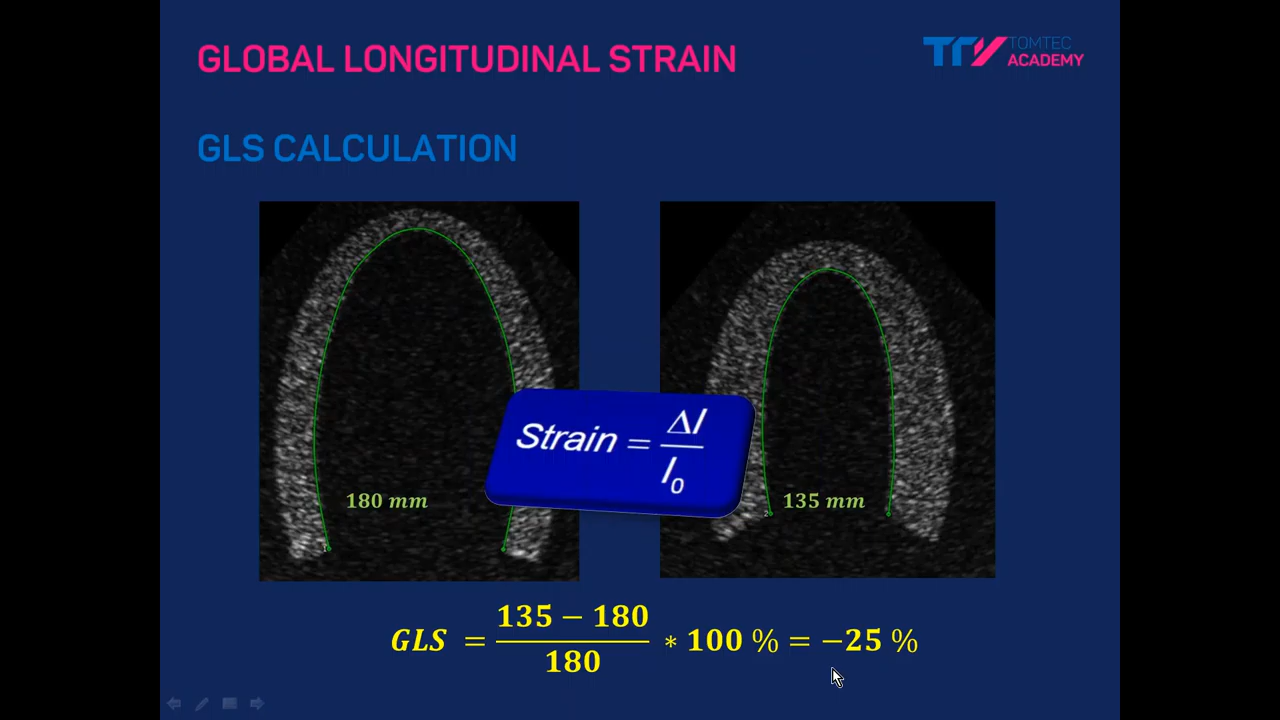 GLOBAL LONGITUDINAL STRAIN
TOMTEC
ACADEMY
GLS CALCULATION
Strain = Δl / l₀
180 mm
135 mm
GLS = (135 − 180) / 180 * 100 % = −25 %